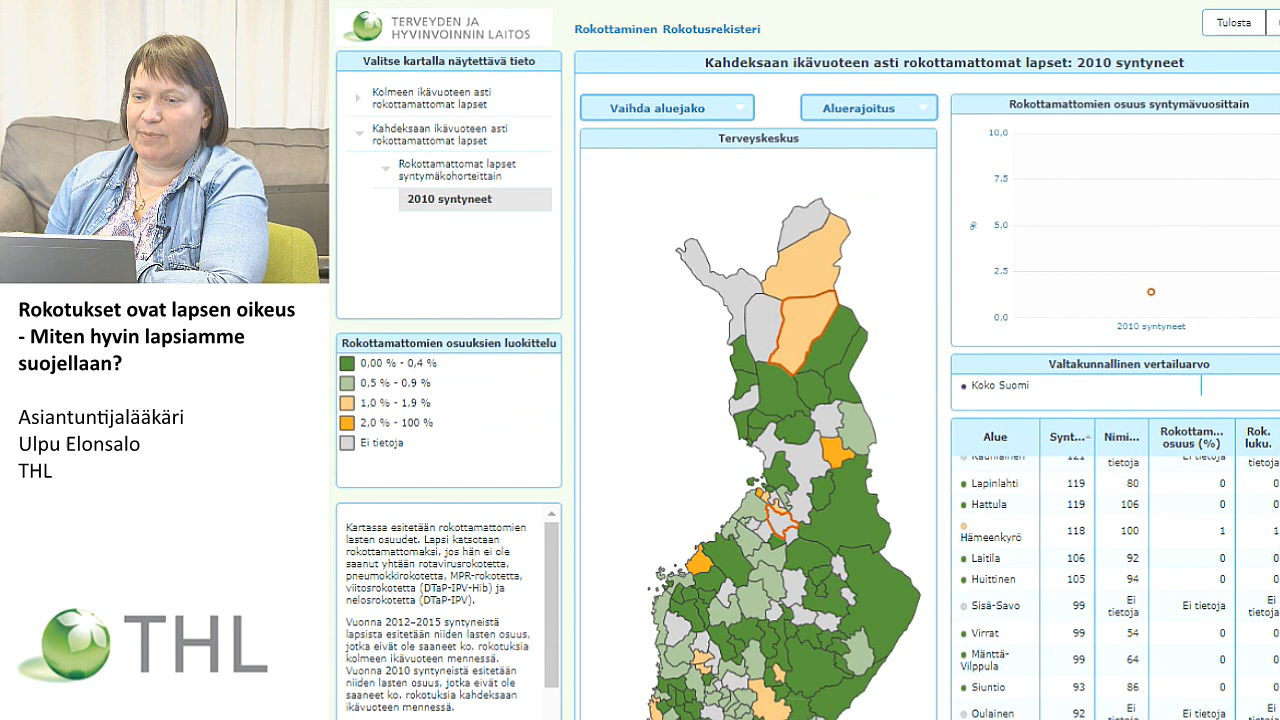 TERVEYDEN JA
HYVINVOINNIN LAITOS
Rokottaminen Rokotusrekisteri
Tulosta
Valitse kartalla näytettävä tieto
Kolmeen ikävuoteen asti
rokottamattomat lapset
Kahdeksaan ikävuoteen asti
rokottamattomat lapset
Rokottamattomat lapset
syntymäkohorteittain
2010 syntyneet
Kahdeksaan ikävuoteen asti rokottamattomat lapset: 2010 syntyneet
Vaihda aluejako
Aluerajoitus
Terveyskeskus
Rokottamattomien osuus syntymävuosittain
10,0
7,5
5,0
2,5
0,0
%
2010 syntyneet
Rokotukset ovat lapsen oikeus
- Miten hyvin lapsiamme
suojellaan?
Asiantuntijalääkäri
Ulpu Elonsalo
THL
THL
Rokottamattomien osuuksien luokittelu
0,00 % - 0,4 %
0,5 % - 0,9 %
1,0 % - 1,9 %
2,0 % - 100 %
Ei tietoja
Kartassa esitetään rokottamattomien
lasten osuudet. Lapsi katsotaan
rokottamattomaksi, jos hän ei ole
saanut yhtään rotavirusrokotetta,
pneumokkirokotetta, MPR-rokotetta,
viitosrokotetta (DTaP-IPV-Hib) ja
nelosrokotetta (DTaP-IPV).
Vuonna 2012–2015 syntyneistä
lapsista esitetään niiden lasten osuus,
jotka eivät ole saaneet ko. rokotuksia
kolmeen ikävuoteen mennessä.
Vuonna 2010 syntyneistä esitetään
niiden lasten osuus, jotka eivät ole
saaneet ko. rokotuksia kahdeksaan
ikävuoteen mennessä.
Valtakunnallinen vertailuarvo
Koko Suomi
Alue Synt... Nimi... Rokottam... osuus (%) Rok. luku.
tietoja tietoja
Lapinlahti 119 80 0 0
Hattula 119 106 0 0
Hämeenkyrö 118 100 1 1
Laitila 106 92 0 0
Huittinen 105 94 0 0
Sisä-Savo 99 Ei tietoja Ei tietoja Ei tietoja
Virrat 99 54 0 0
Mänttä-Vilppula 99 64 0 0
Siuntio 93 86 0 0
Oulainen 92 Ei Ei tietoja Ei